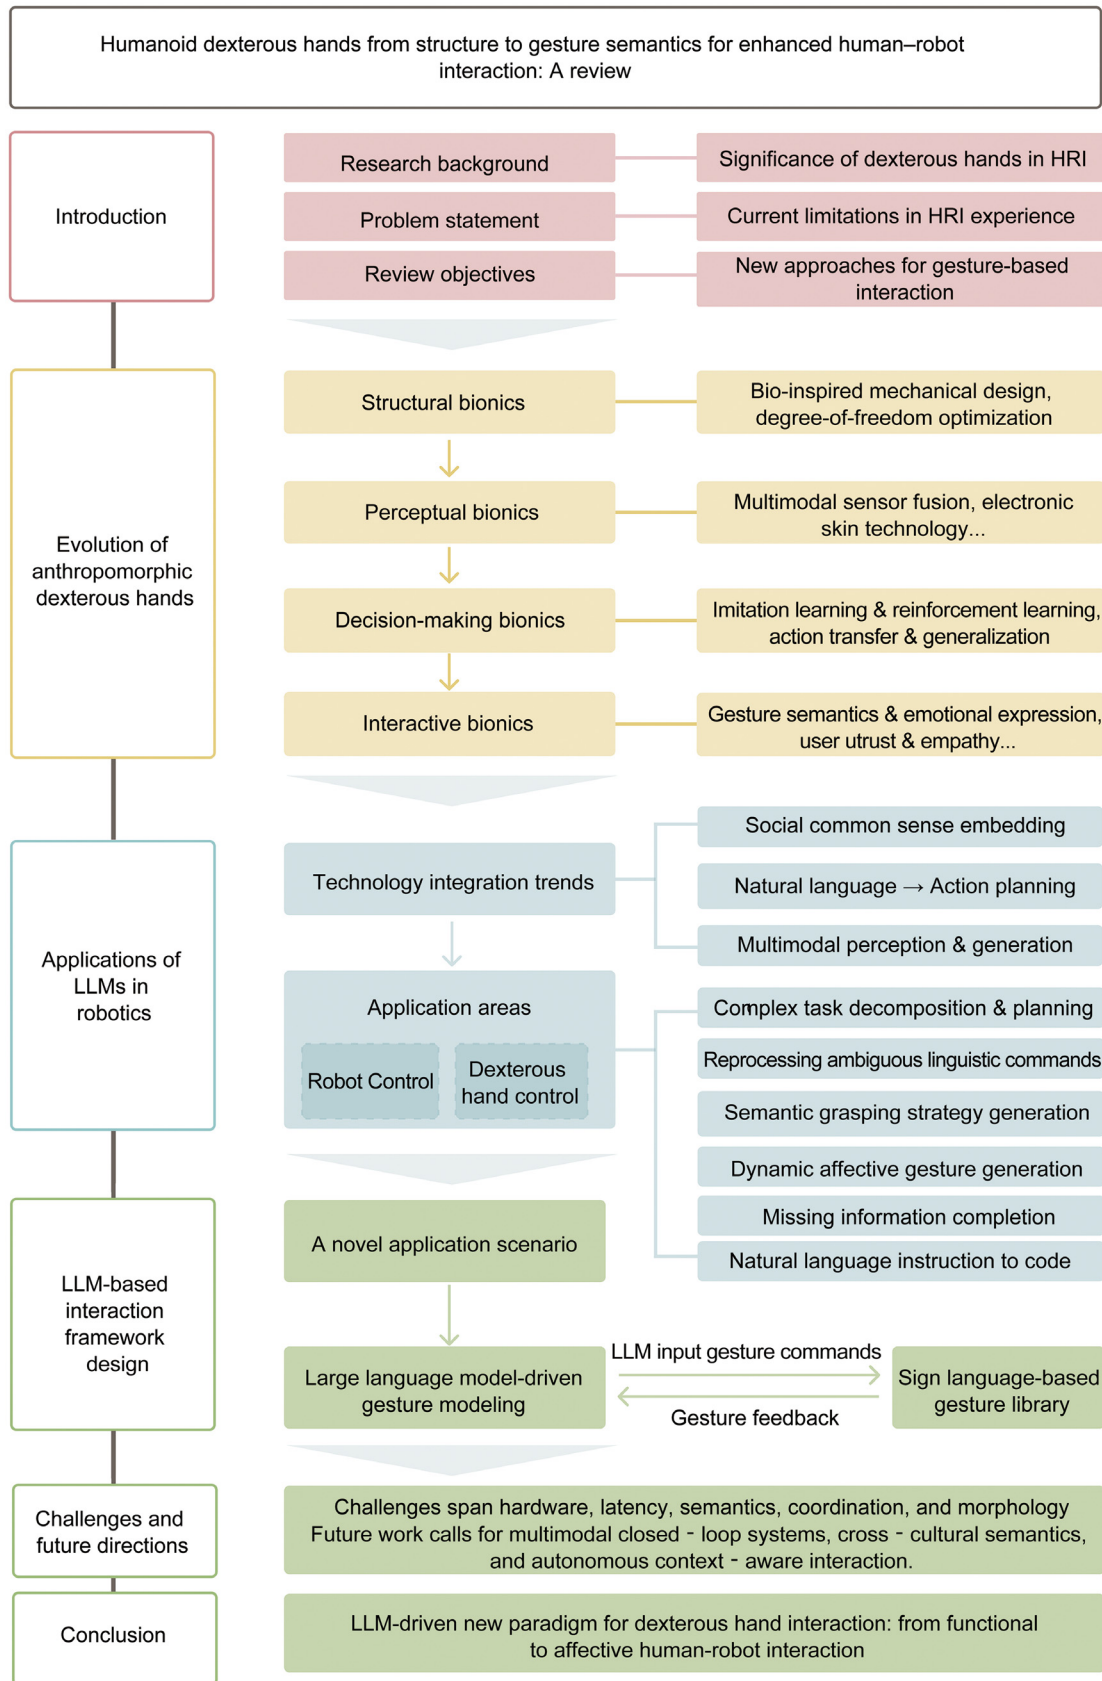 Humanoid dexterous hands from structure to gesture semantics for enhanced human–robot
interaction: A review
Introduction
Research background
Significance of dexterous hands in HRI
Problem statement
Current limitations in HRI experience
Review objectives
New approaches for gesture-based
interaction
Evolution of
anthropomorphic
dexterous hands
Structural bionics
Bio-inspired mechanical design,
degree-of-freedom optimization
Perceptual bionics
Multimodal sensor fusion, electronic
skin technology...
Decision-making bionics
Imitation learning & reinforcement learning,
action transfer & generalization
Interactive bionics
Gesture semantics & emotional expression,
user utrust & empathy...
Applications of
LLMs in
robotics
Technology integration trends
Social common sense embedding
Natural language → Action planning
Multimodal perception & generation
Application areas
Robot Control
Dexterous
hand control
Complex task decomposition & planning
Reprocessing ambiguous linguistic commands
Semantic grasping strategy generation
Dynamic affective gesture generation
Missing information completion
Natural language instruction to code
LLM-based
interaction
framework
design
A novel application scenario
Large language model-driven
gesture modeling
LLM input gesture commands
Gesture feedback
Sign language-based
gesture library
Challenges and
future directions
Challenges span hardware, latency, semantics, coordination, and morphology
Future work calls for multimodal closed - loop systems, cross - cultural semantics,
and autonomous context - aware interaction.
Conclusion
LLM-driven new paradigm for dexterous hand interaction: from functional
to affective human-robot interaction